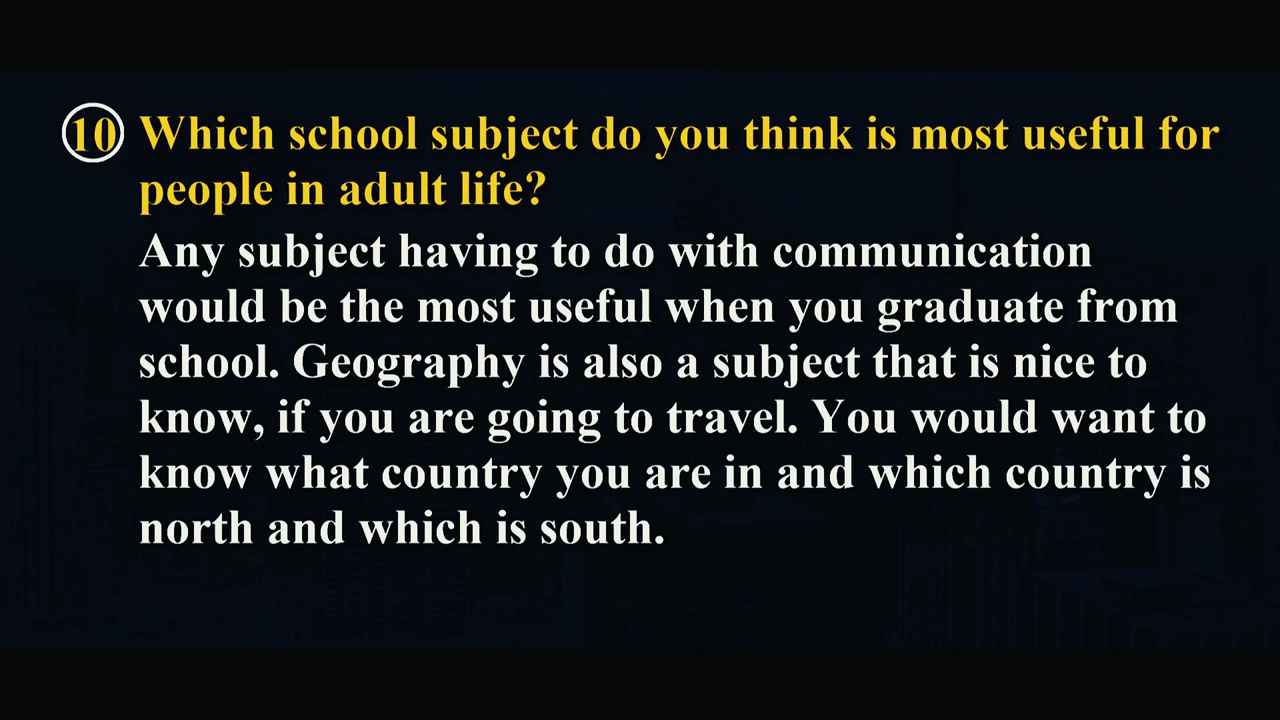 10 Which school subject do you think is most useful for
people in adult life?
Any subject having to do with communication
would be the most useful when you graduate from
school. Geography is also a subject that is nice to
know, if you are going to travel. You would want to
know what country you are in and which country is
north and which is south.